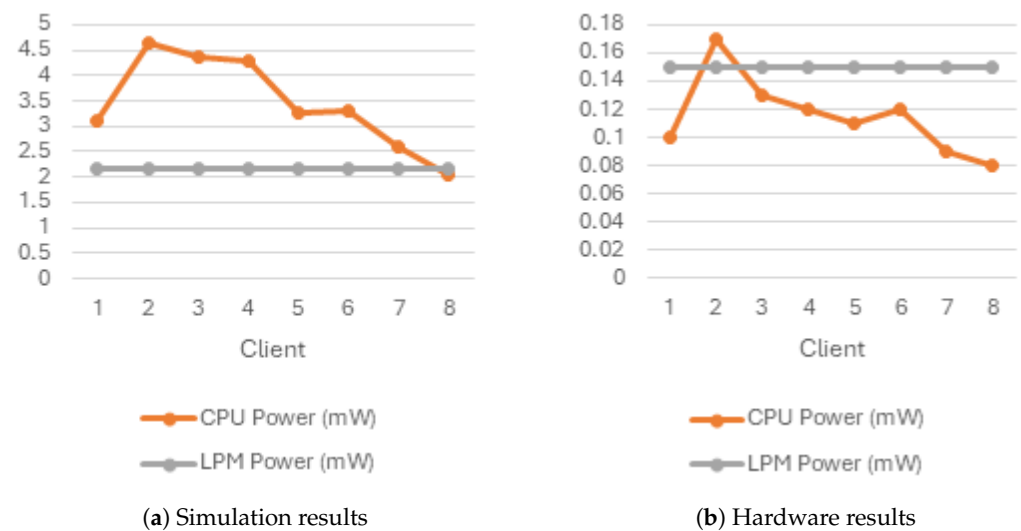 5
4.5
4
3.5
3
2.5
2
1.5
1
0.5
0
1 2 3 4 5 6 7 8
Client
CPU Power (mW)
LPM Power (mW)
(a) Simulation results
0.18
0.16
0.14
0.12
0.1
0.08
0.06
0.04
0.02
0
1 2 3 4 5 6 7 8
Client
CPU Power (mW)
LPM Power (mW)
(b) Hardware results